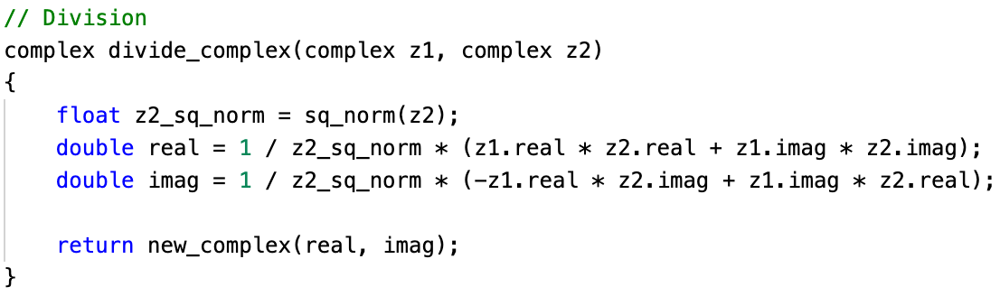 // Division
complex divide_complex(complex z1, complex z2)
{
    float z2_sq_norm = sq_norm(z2);
    double real = 1 / z2_sq_norm * (z1.real * z2.real + z1.imag * z2.imag);
    double imag = 1 / z2_sq_norm * (-z1.real * z2.imag + z1.imag * z2.real);

    return new_complex(real, imag);
}